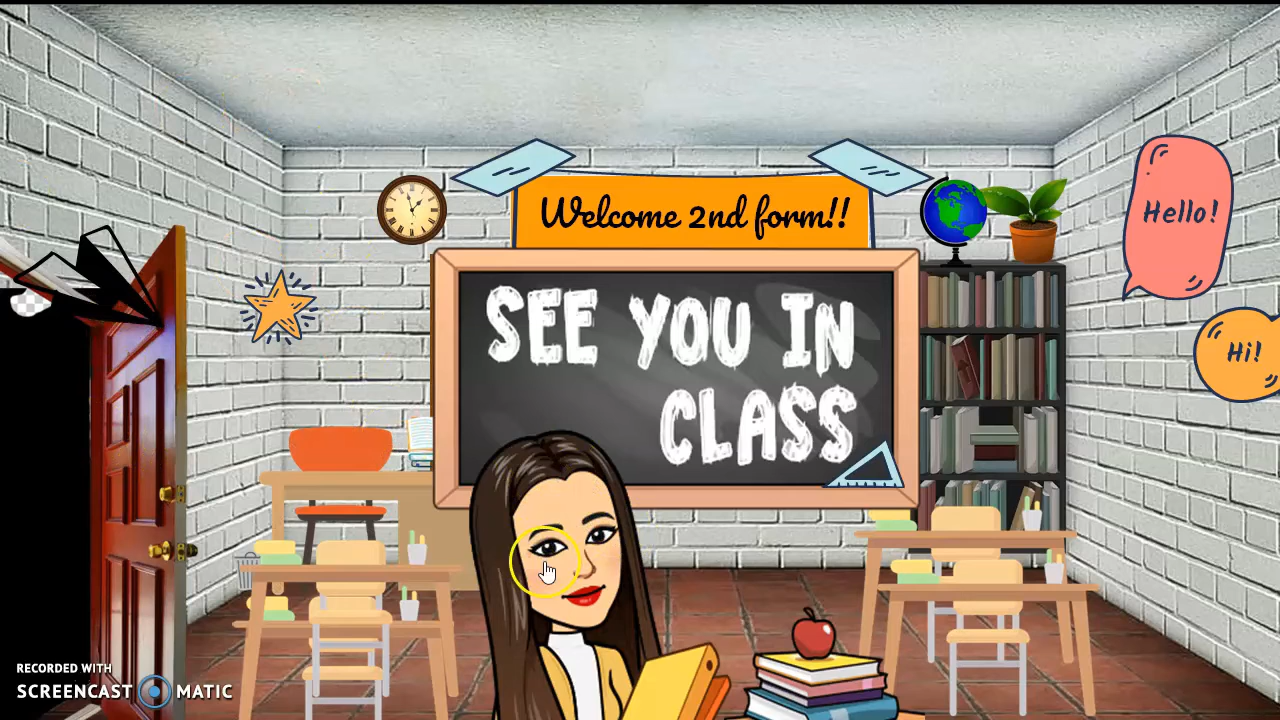 Welcome 2nd form!!
Hello!
SEE YOU IN
CLASS
Hi!
RECORDED WITH
SCREENCAST MATIC